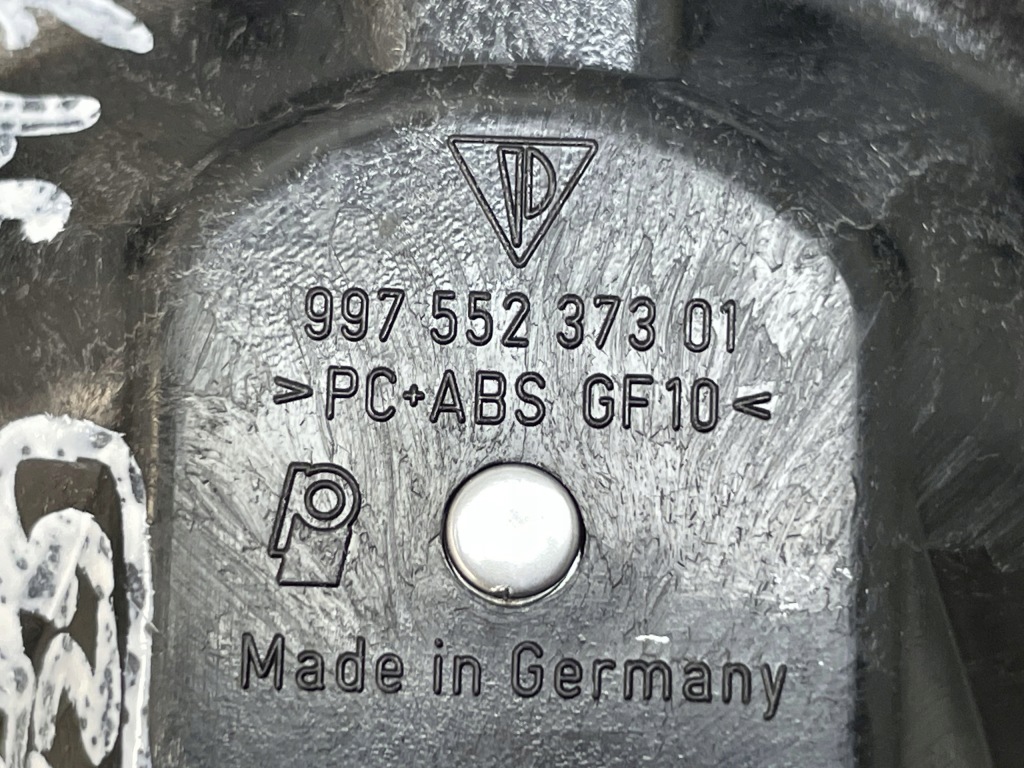 997 552 373 01
>PC+ABS GF10<
Made in Germany